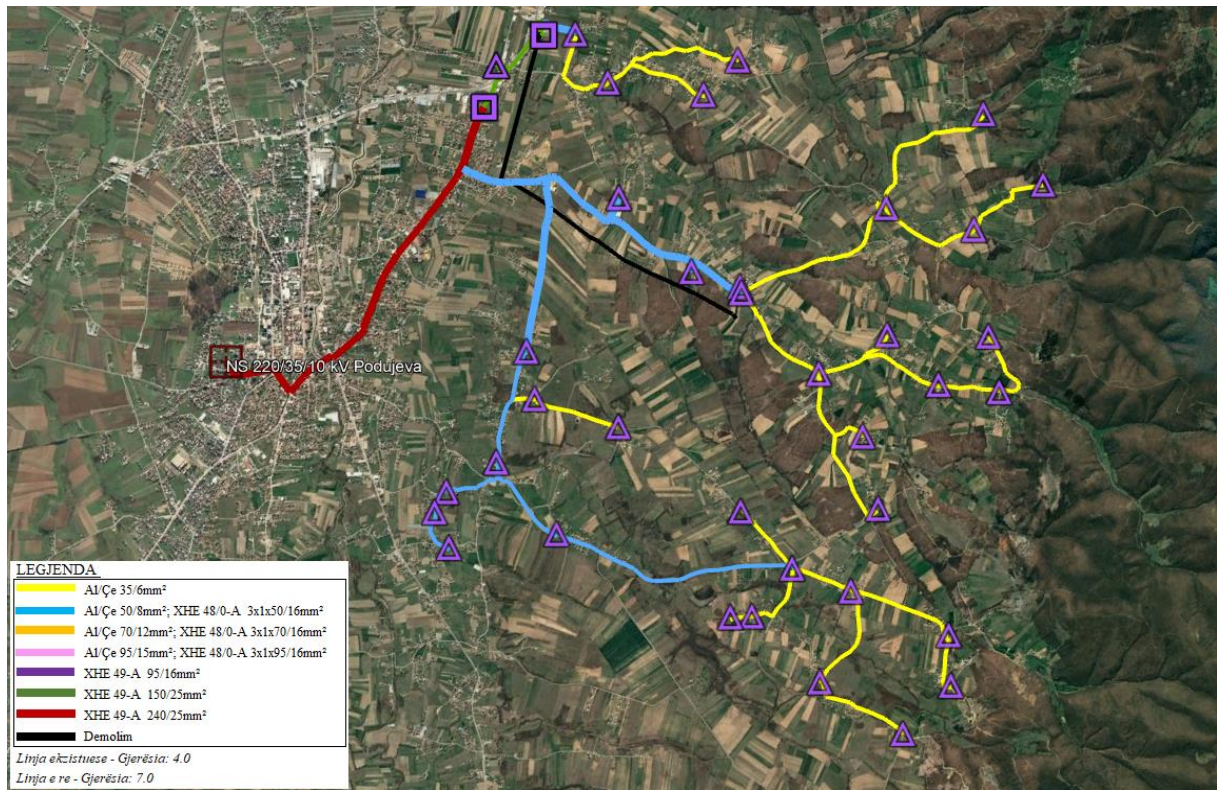 NS 220/35/10 kV Podujeva
LEGJENDA
Al/Çe 35/6mm²
Al/Çe 50/8mm²; XHE 48/0-A 3x1x50/16mm²
Al/Çe 70/12mm²; XHE 48/0-A 3x1x70/16mm²
Al/Çe 95/15mm²; XHE 48/0-A 3x1x95/16mm²
XHE 49-A 95/16mm²
XHE 49-A 150/25mm²
XHE 49-A 240/25mm²
Demolim
Linja ekzistuese - Gjerësia: 4.0
Linja e re - Gjerësia: 7.0